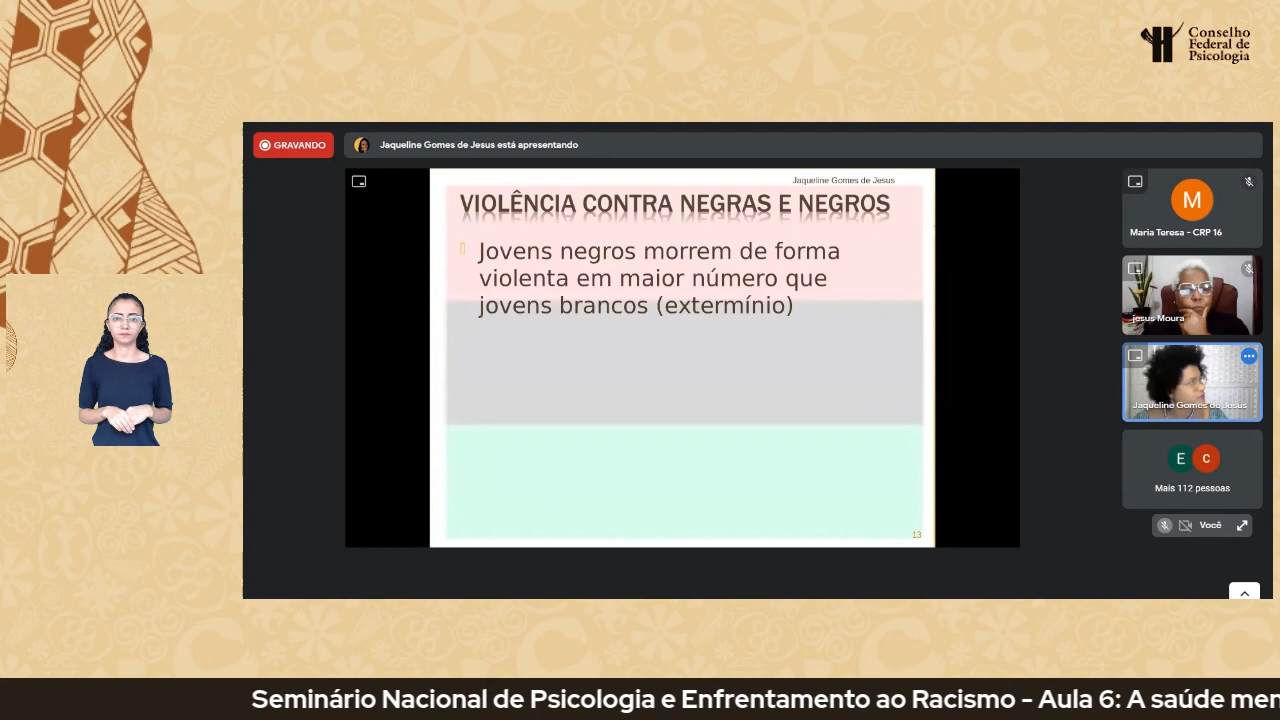 Conselho
Federal de
Psicologia
GRAVANDO
Jaqueline Gomes de Jesus está apresentando
Jaqueline Gomes de Jesus
VIOLÊNCIA CONTRA NEGRAS E NEGROS
Jovens negros morrem de forma
violenta em maior número que
jovens brancos (extermínio)
13
M
Maria Teresa - CRP 16
jesus Moura
Jaqueline Gomes de Jesus
E C
Mais 112 pessoas
Você
Seminário Nacional de Psicologia e Enfrentamento ao Racismo - Aula 6: A saúde